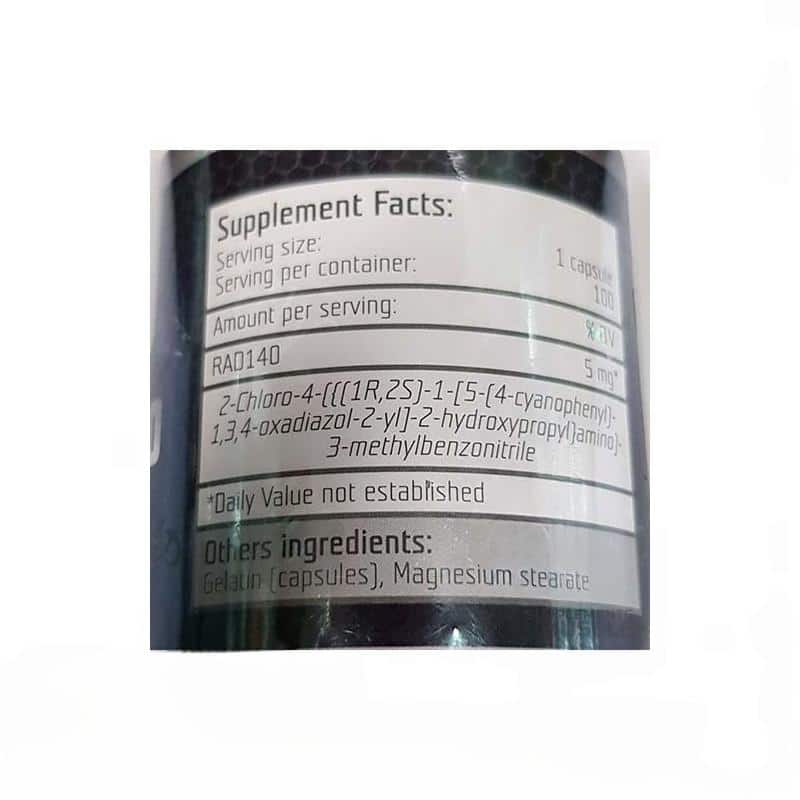 Supplement Facts:
Serving size: 1 capsule
Serving per container: 100
Amount per serving: % DV
RAD140 5 mg*
2-Chloro-4-[{(1R,2S)-1-[5-(4-cyanophenyl)-
1,3,4-oxadiazol-2-yl]-2-hydroxypropyl}amino]-
3-methylbenzonitrile
*Daily Value not established
Others ingredients:
Gelatin (capsules), Magnesium stearate